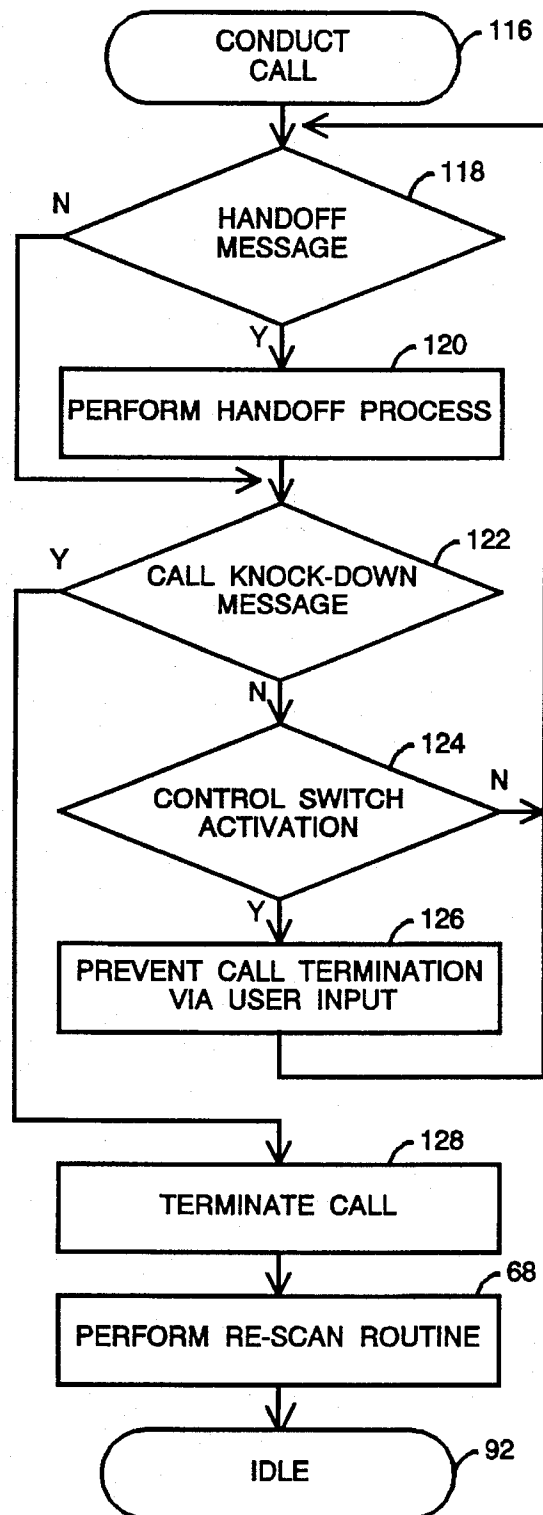 CONDUCT
CALL
116
118
N
HANDOFF
MESSAGE
Y
120
PERFORM HANDOFF PROCESS
122
Y
CALL KNOCK-DOWN
MESSAGE
N
124
N
CONTROL SWITCH
ACTIVATION
Y
126
PREVENT CALL TERMINATION
VIA USER INPUT
128
TERMINATE CALL
68
PERFORM RE-SCAN ROUTINE
92
IDLE